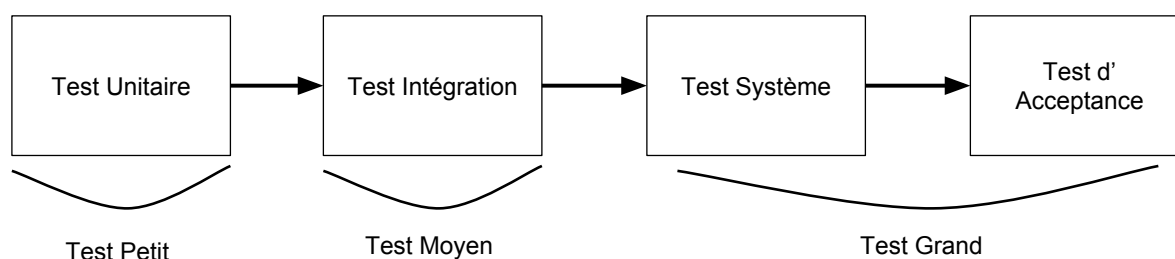 Test Unitaire
Test Intégration
Test Système
Test d’
Acceptance
Test Petit
Test Moyen
Test Grand